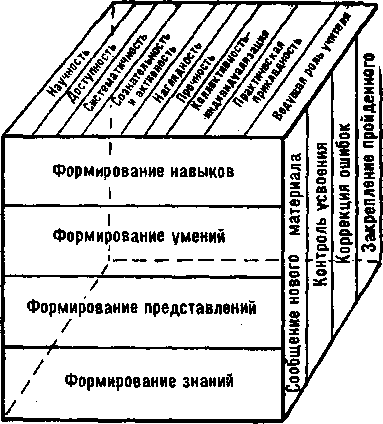 Научность
Доступность
Систематичность
Сознательность
и активность
Наглядность
Прочность
Коллективность-
индивидуализация
Практическая
применимость
Ведущая роль учителя
Формирование навыков
Формирование умений
Формирование представлений
Формирование знаний
Сообщение нового
материала
Контроль усвоения
Коррекция ошибок
Закрепление пройденного